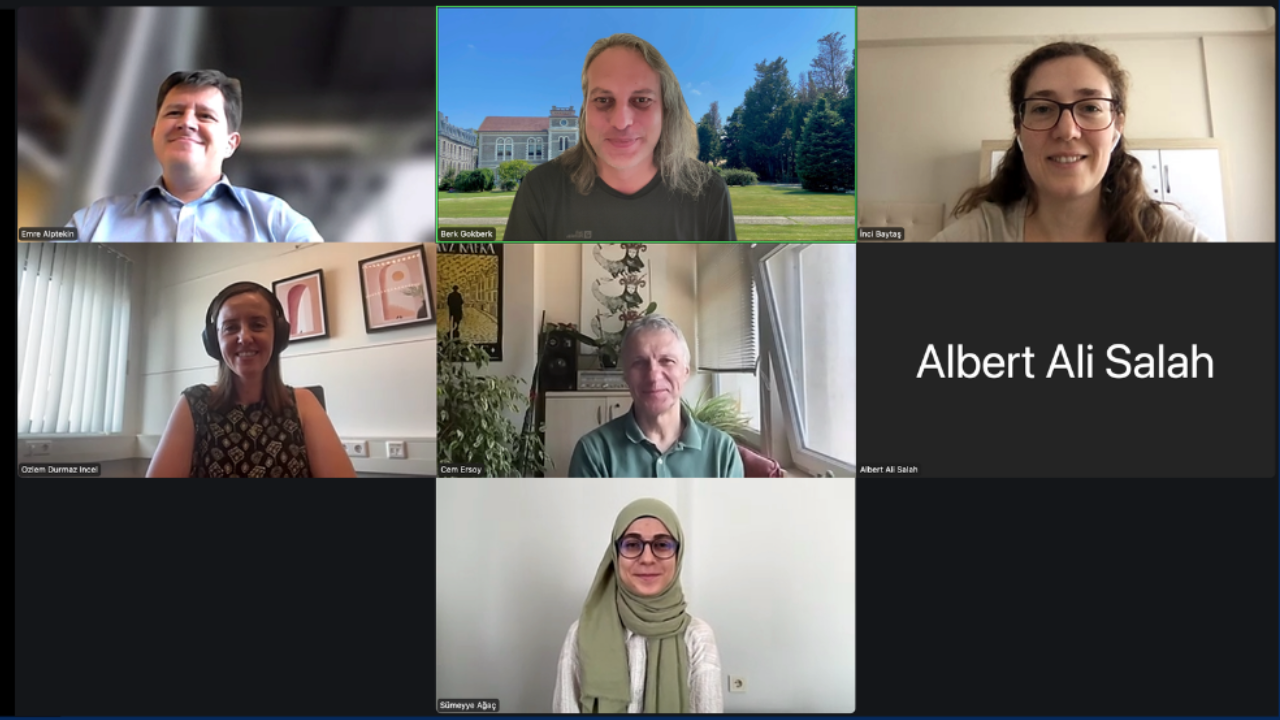 Emre Alptekin
Berk Gokberk
İnci Baytaş
Ozlem Durmaz Incel
Cem Ersoy
Albert Ali Salah
Albert Ali Salah
Sümeyye Ağaç